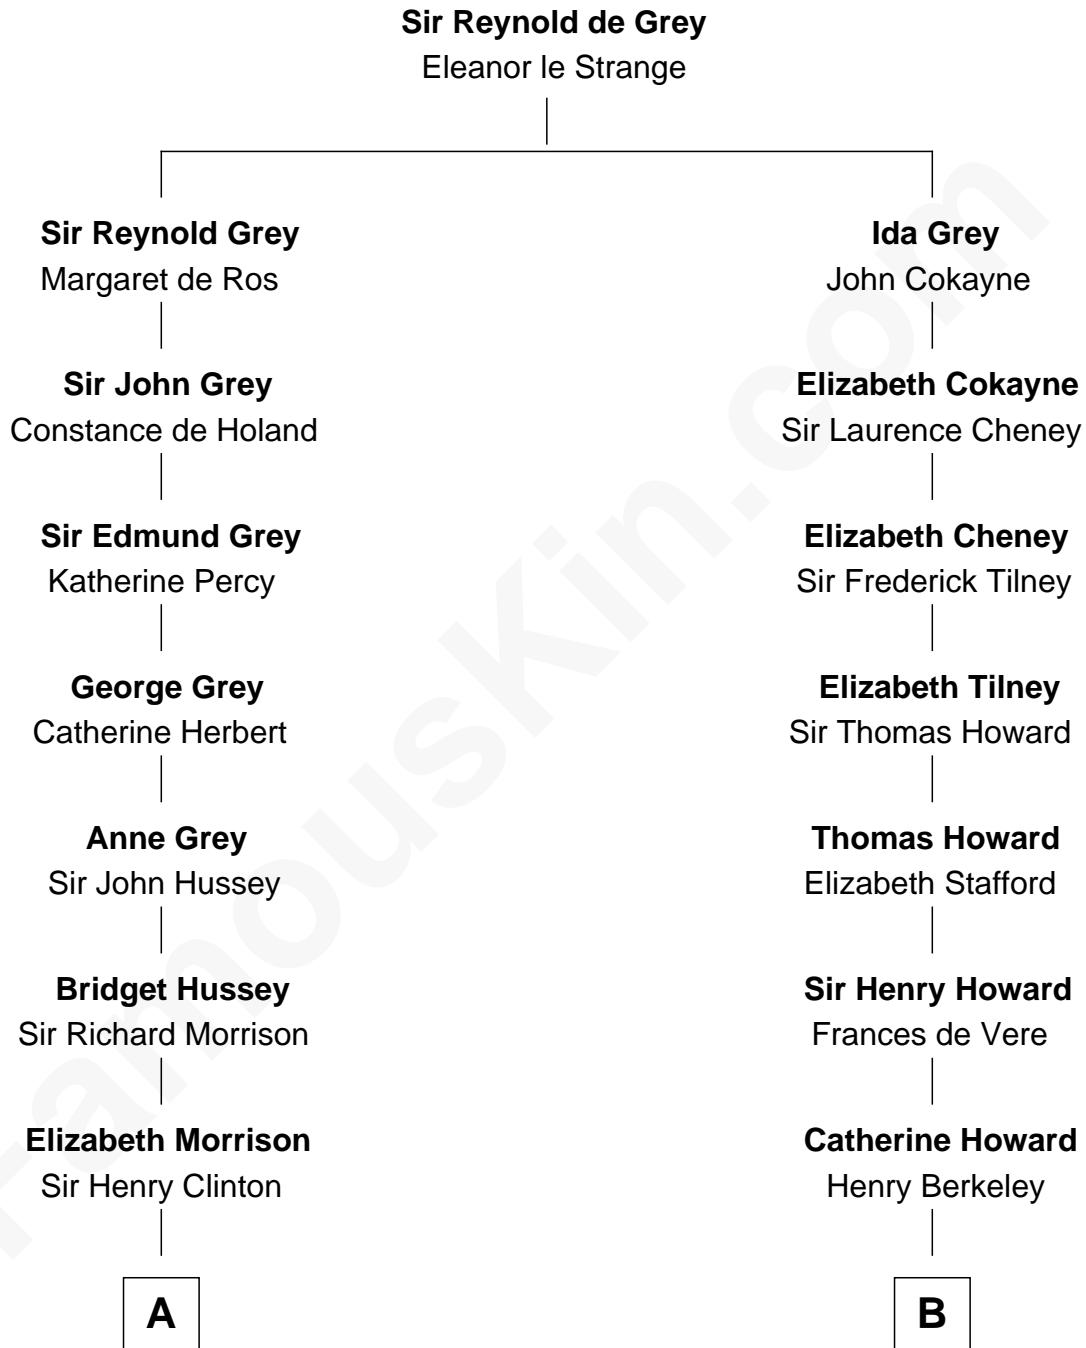 Sir Reynold de Grey
Eleanor le Strange
Sir Reynold Grey
Margaret de Ros
Ida Grey
John Cokayne
Sir John Grey
Constance de Holand
Elizabeth Cokayne
Sir Laurence Cheney
Sir Edmund Grey
Katherine Percy
Elizabeth Cheney
Sir Frederick Tilney
George Grey
Catherine Herbert
Elizabeth Tilney
Sir Thomas Howard
Anne Grey
Sir John Hussey
Thomas Howard
Elizabeth Stafford
Bridget Hussey
Sir Richard Morrison
Sir Henry Howard
Frances de Vere
Elizabeth Morrison
Sir Henry Clinton
Catherine Howard
Henry Berkeley
A
B
FamousKin.com